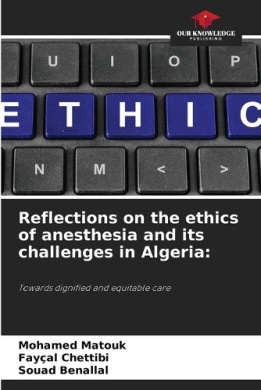 OUR KNOWLEDGE
PUBLISHING
U I O P
E T H I C
N M < >
Reflections on the ethics
of anesthesia and its
challenges in Algeria:
Towards dignified and equitable care
Mohamed Matouk
Fayçal Chettibi
Souad Benallal